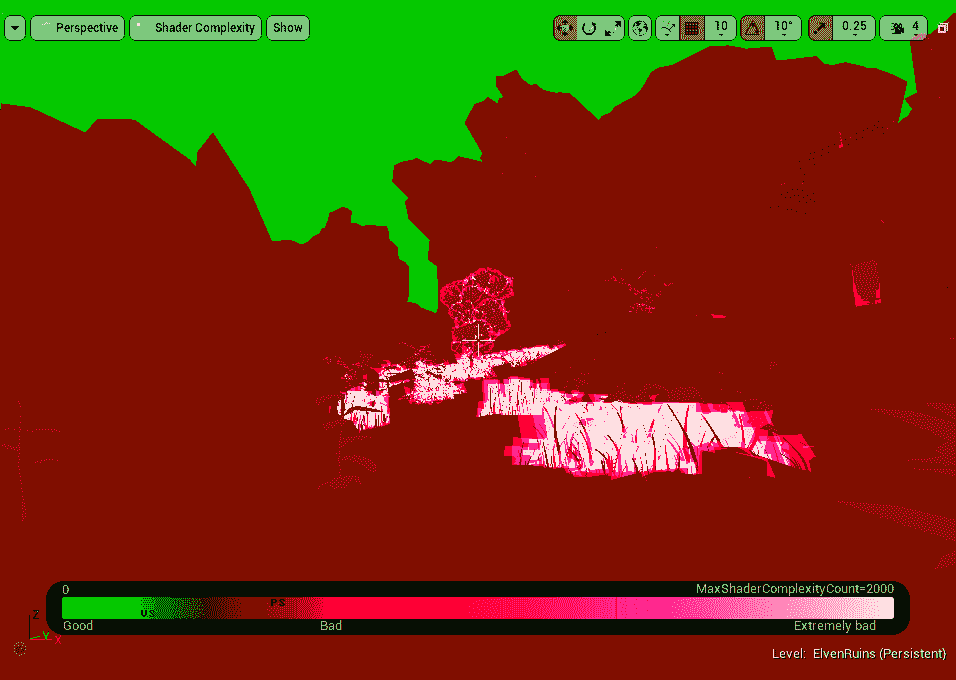 Perspective Shader Complexity Show 10 10° 0.25 4
0 MaxShaderComplexityCount=2000
PS
VS
Good Bad Extremely bad
Z
Y X
Level: ElvenRuins (Persistent)